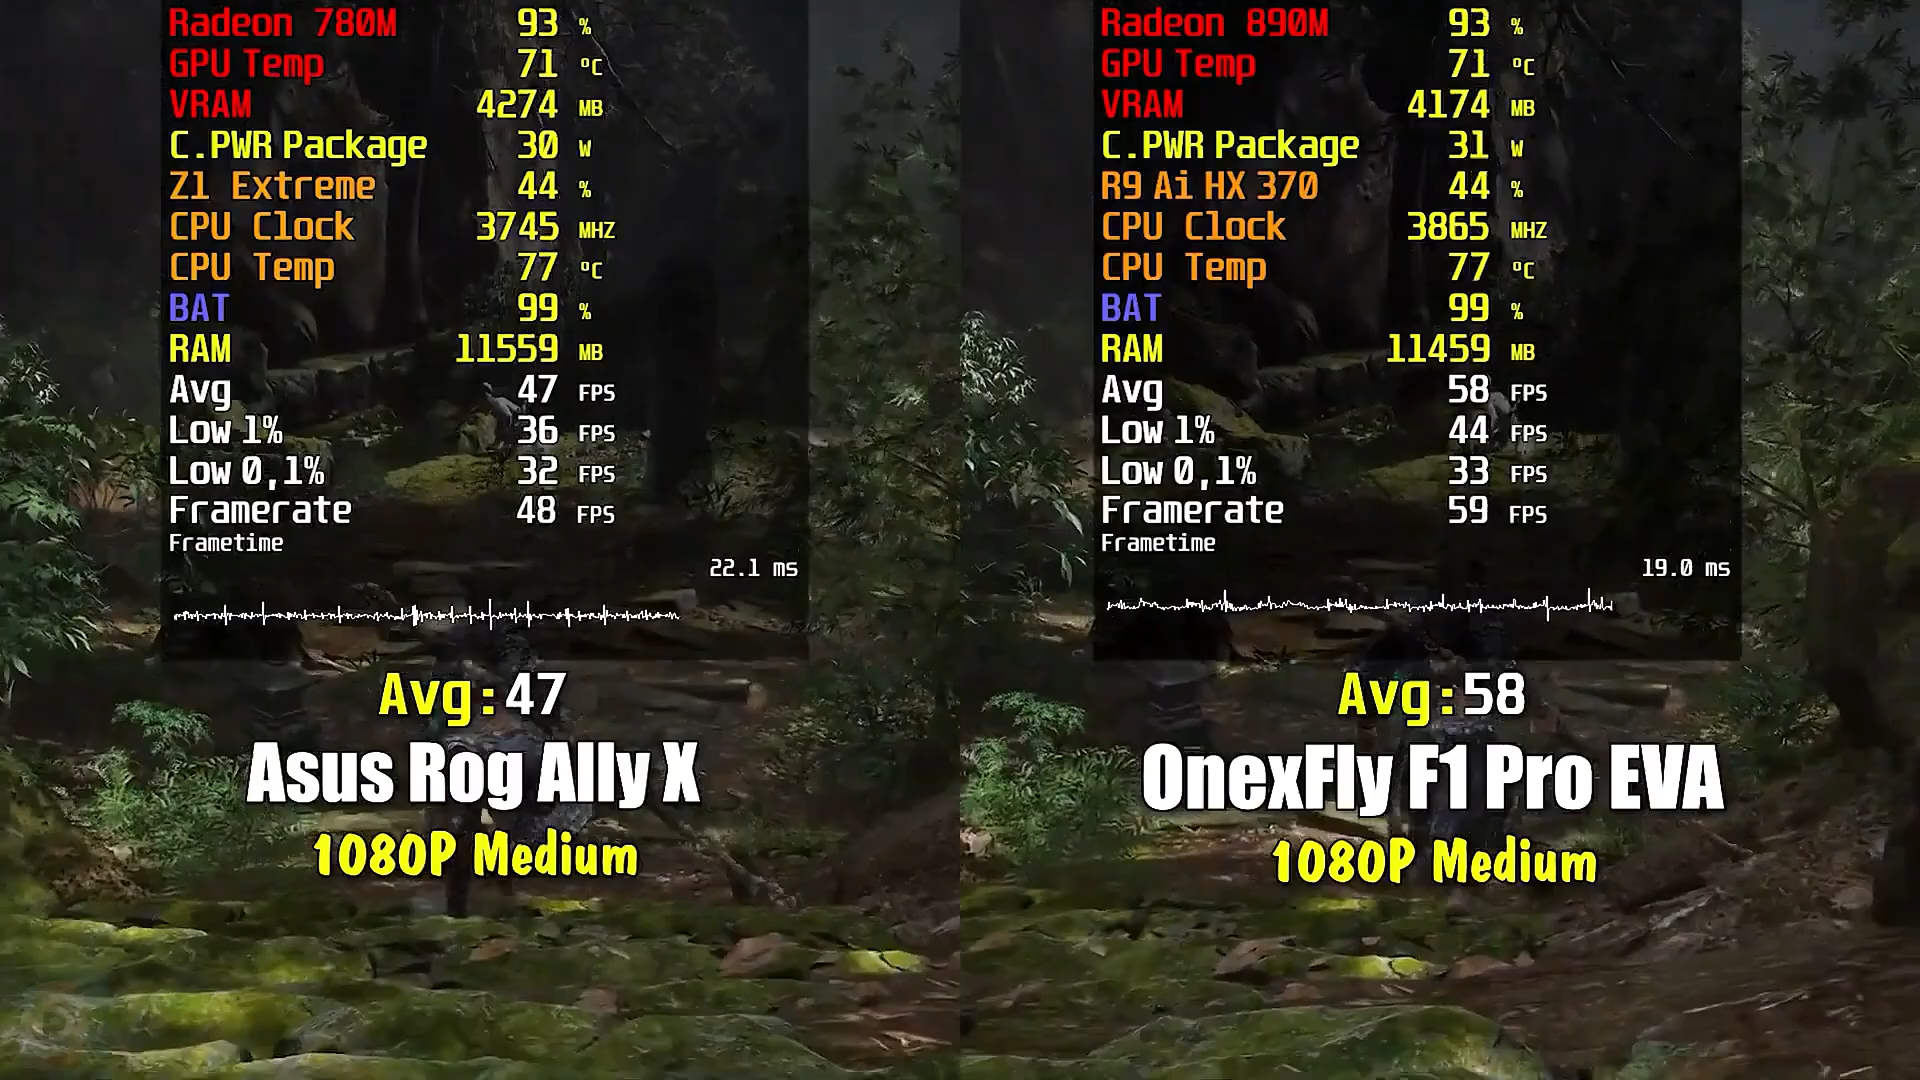 Radeon 780M 93 %
GPU Temp 71 ºC
VRAM 4274 MB
C.PWR Package 30 W
Z1 Extreme 44 %
CPU Clock 3745 MHZ
CPU Temp 77 ºC
BAT 99 %
RAM 11559 MB
Avg 47 FPS
Low 1% 36 FPS
Low 0,1% 32 FPS
Framerate 48 FPS
Frametime
22.1 ms
Avg:47
Asus Rog Ally X
1080P Medium
Radeon 890M 93 %
GPU Temp 71 ºC
VRAM 4174 MB
C.PWR Package 31 W
R9 Ai HX 370 44 %
CPU Clock 3865 MHZ
CPU Temp 77 ºC
BAT 99 %
RAM 11459 MB
Avg 58 FPS
Low 1% 44 FPS
Low 0,1% 33 FPS
Framerate 59 FPS
Frametime
19.0 ms
Avg:58
OnexFly F1 Pro EVA
1080P Medium